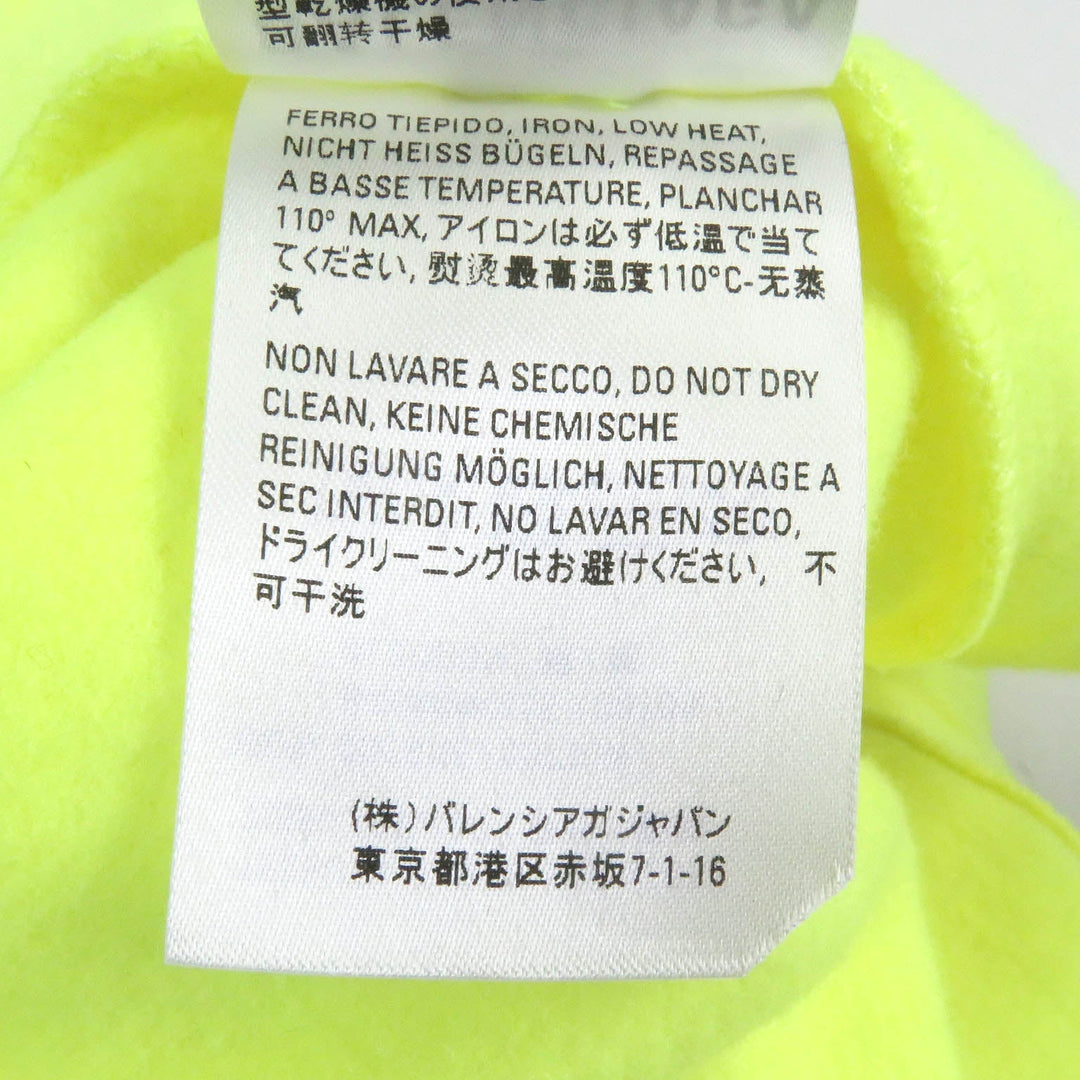 可翻转干燥
FERRO TIEPIDO, IRON, LOW HEAT,
NICHT HEISS BÜGELN, REPASSAGE
A BASSE TEMPERATURE, PLANCHAR
110° MAX, アイロンは必ず低温で当て
てください, 熨烫最高温度110°C-无蒸
汽
NON LAVARE A SECCO, DO NOT DRY
CLEAN, KEINE CHEMISCHE
REINIGUNG MÖGLICH, NETTOYAGE A
SEC INTERDIT, NO LAVAR EN SECO,
ドライクリーニングはお避けください, 不
可干洗
(株)バレンシアガジャパン
東京都港区赤坂7-1-16